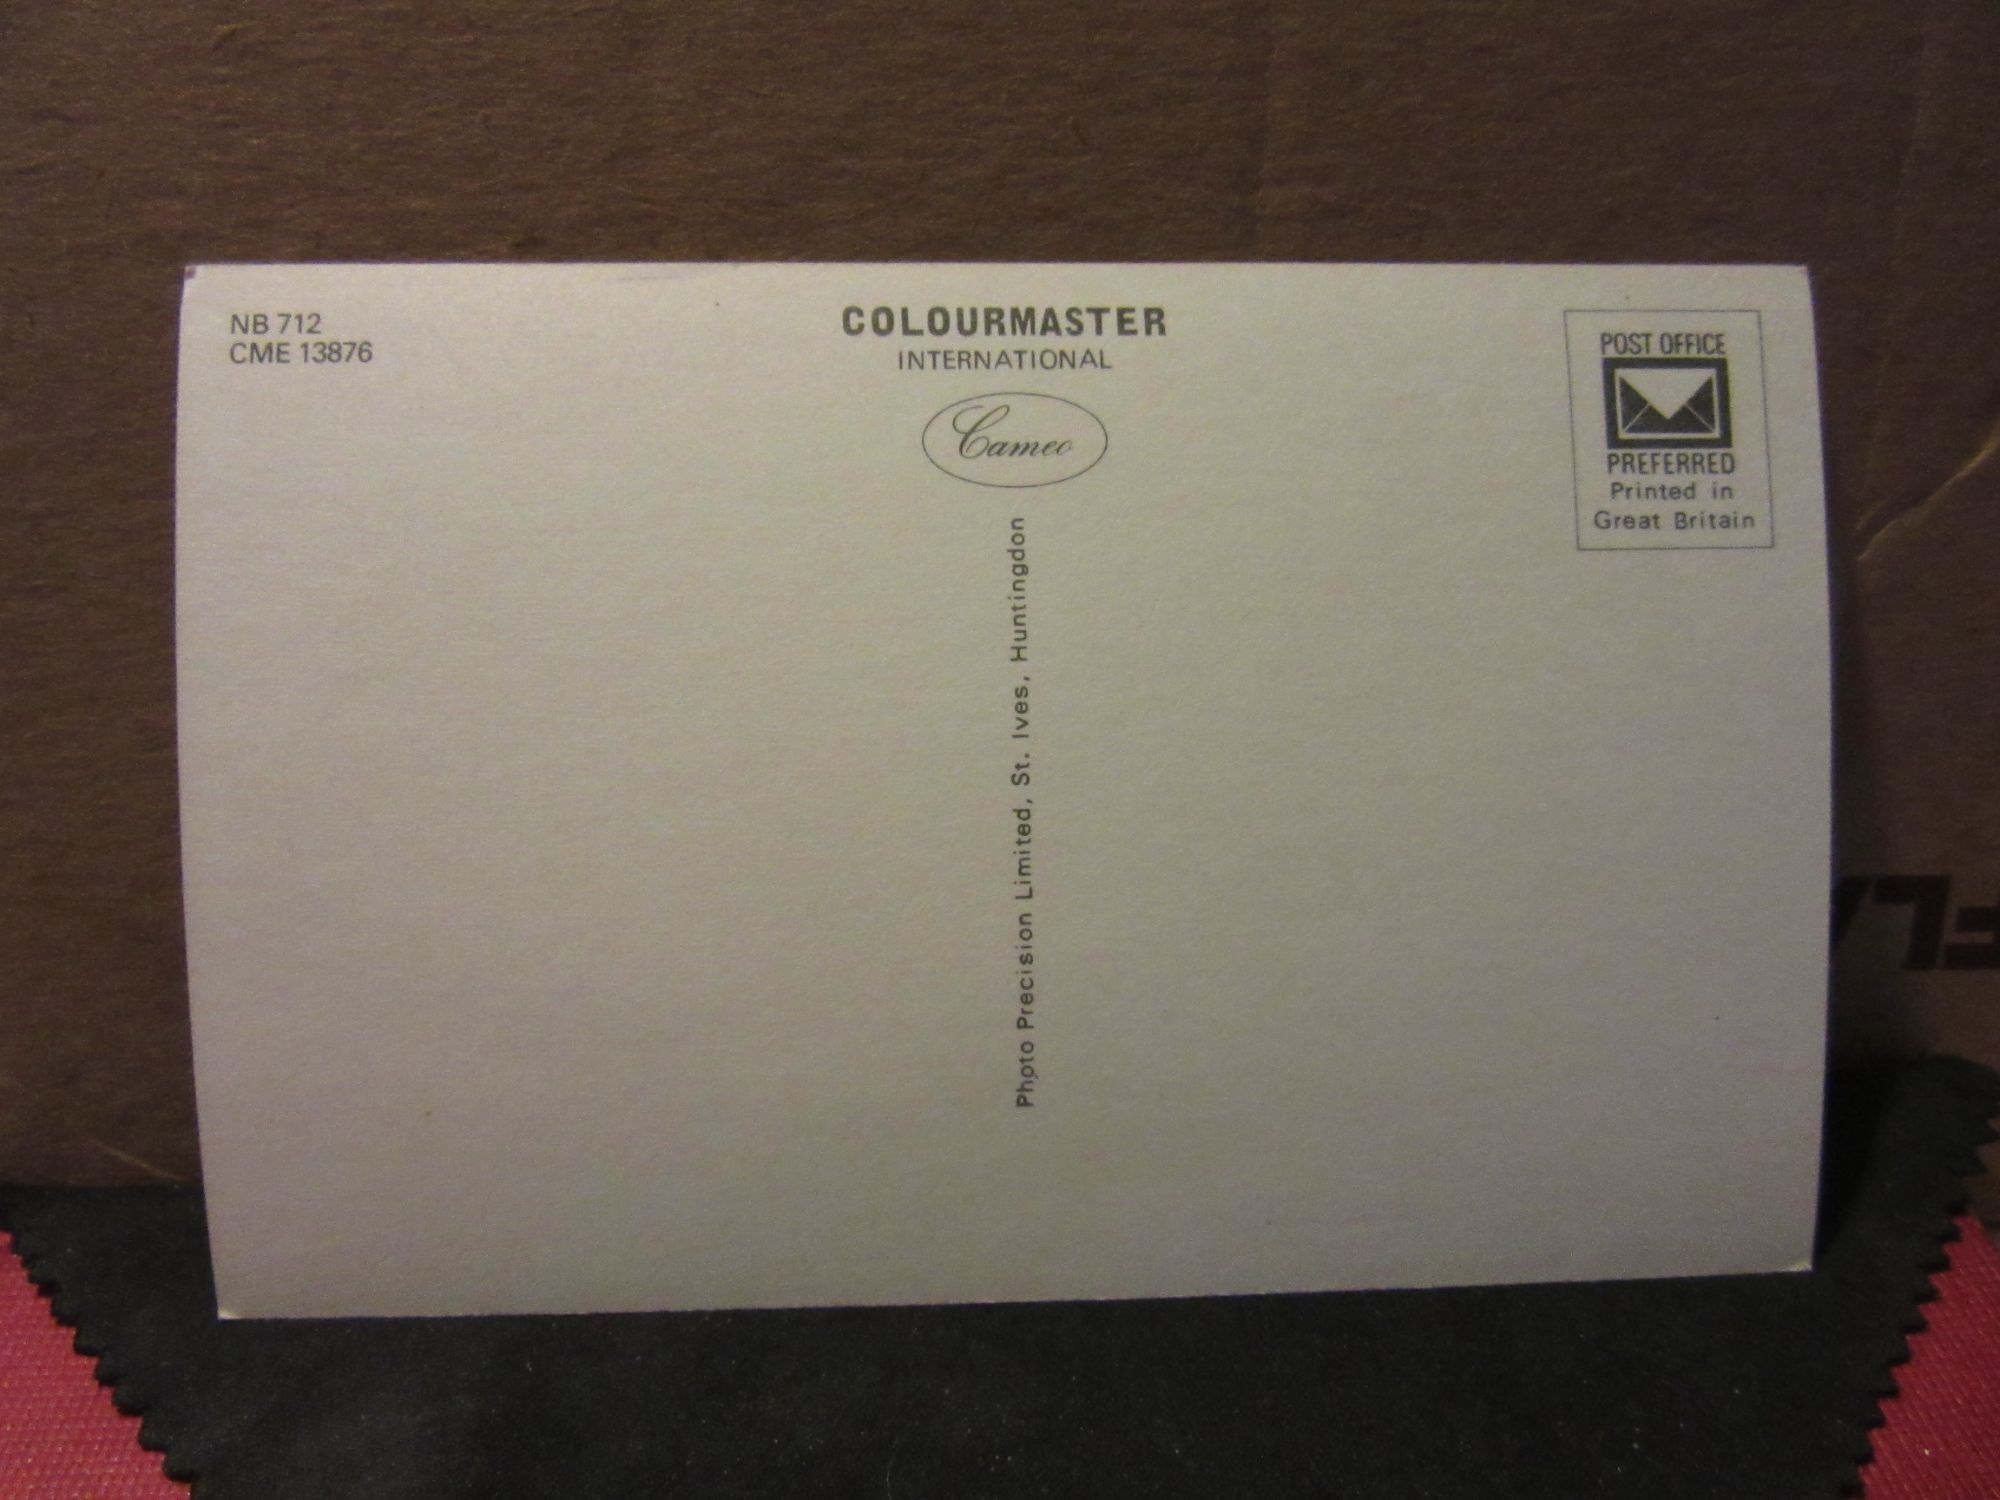 NB 712
CME 13876
COLOURMASTER
INTERNATIONAL
Cameo
Photo Precision Limited, St. Ives, Huntingdon
POST OFFICE
PREFERRED
Printed in
Great Britain